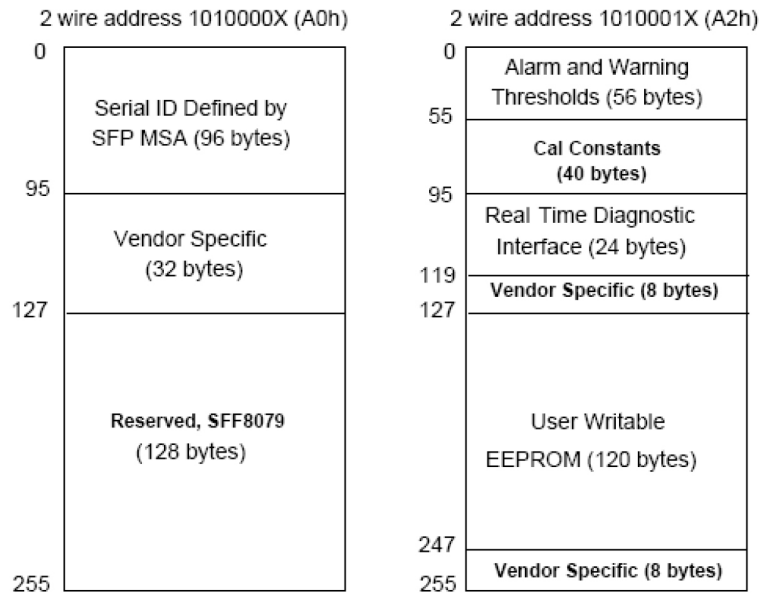 2 wire address 1010000X (A0h)
0
Serial ID Defined by
SFP MSA (96 bytes)
95
Vendor Specific
(32 bytes)
127
Reserved, SFF8079
(128 bytes)
255
2 wire address 1010001X (A2h)
0
Alarm and Warning
Thresholds (56 bytes)
55
Cal Constants
(40 bytes)
95
Real Time Diagnostic
Interface (24 bytes)
119
Vendor Specific (8 bytes)
127
User Writable
EEPROM (120 bytes)
247
Vendor Specific (8 bytes)
255